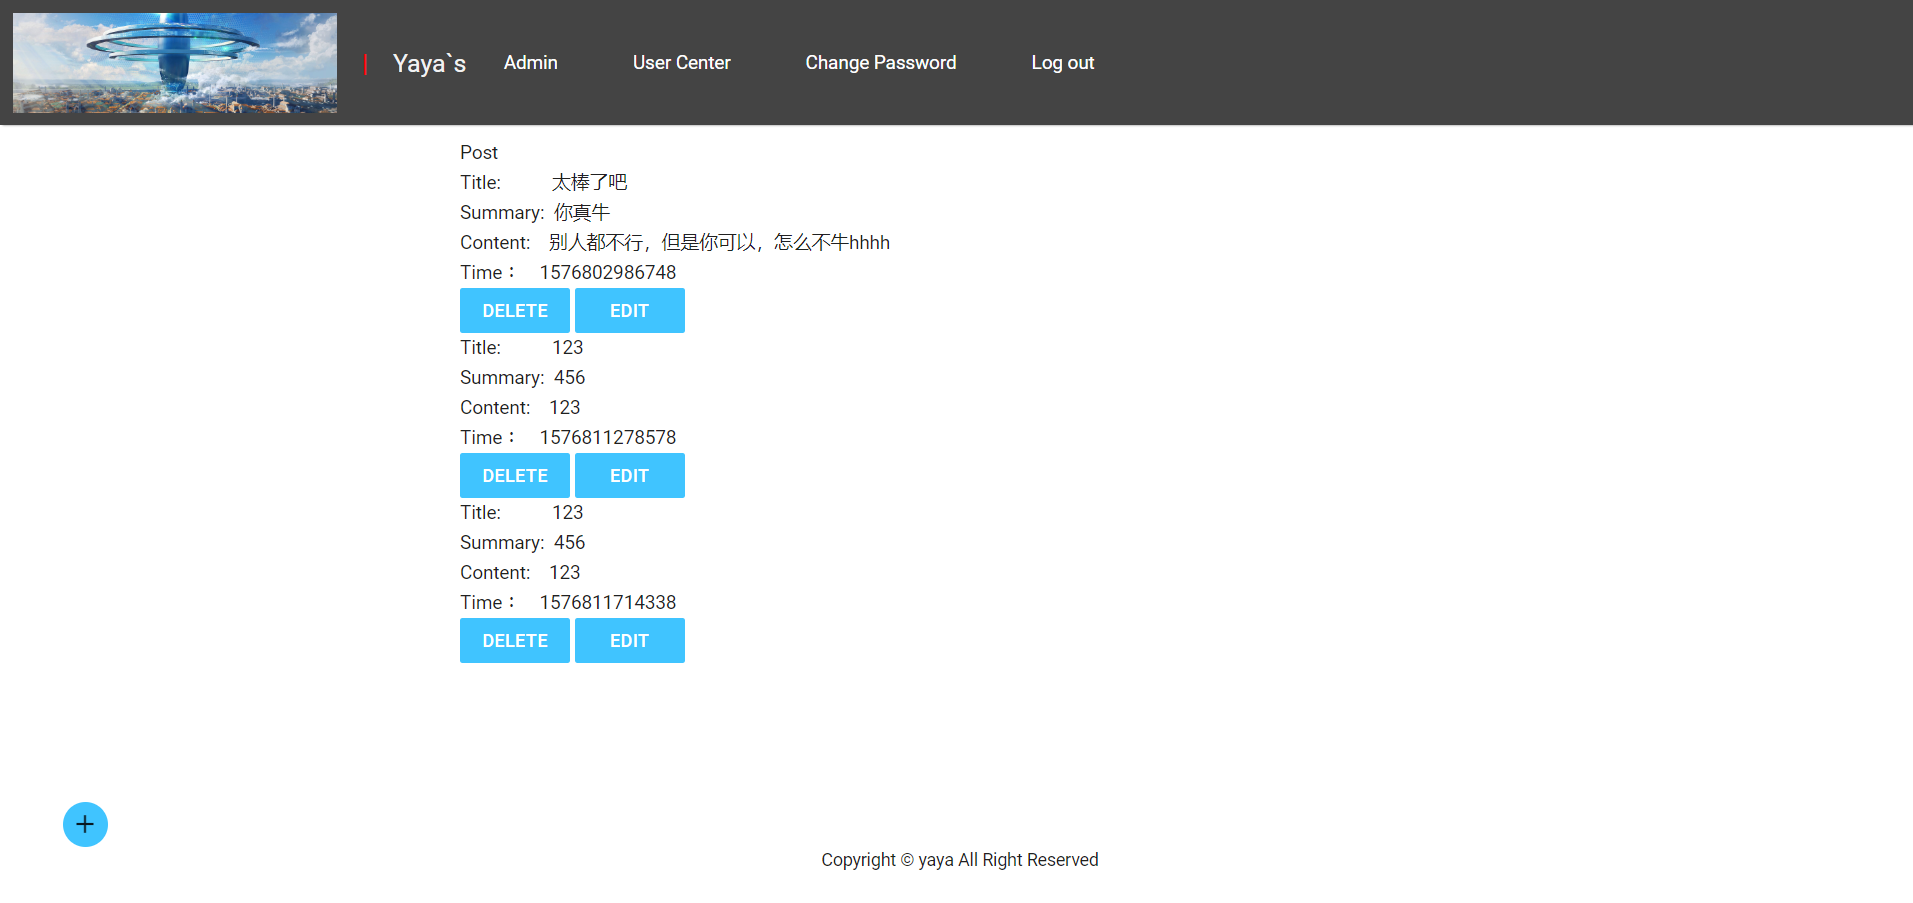 Yaya`s Admin User Center Change Password Log out
Post
Title: 太棒了吧
Summary: 你真牛
Content: 别人都不行，但是你可以，怎么不牛hhhh
Time： 1576802986748
DELETE EDIT
Title: 123
Summary: 456
Content: 123
Time： 1576811278578
DELETE EDIT
Title: 123
Summary: 456
Content: 123
Time： 1576811714338
DELETE EDIT
+
Copyright © yaya All Right Reserved